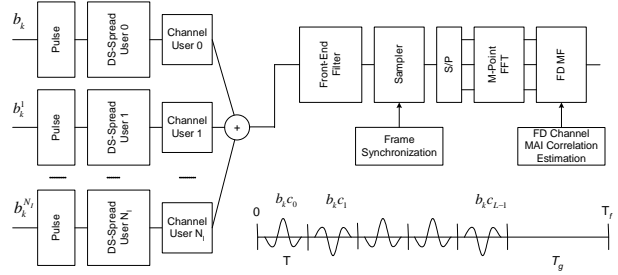 b_k
Pulse
DS-Spread
User 0
Channel
User 0
b_k^1
Pulse
DS-Spread
User 1
Channel
User 1
b_k^{N_I}
Pulse
DS-Spread
User N_I
Channel
User N_I
+
Front-End
Filter
Sampler
S/P
M-Point
FFT
FD MF
Frame
Synchronization
FD Channel
MAI Correlation
Estimation
0
b_k c_0
b_k c_1
b_k c_{L-1}
T_f
T
T_g